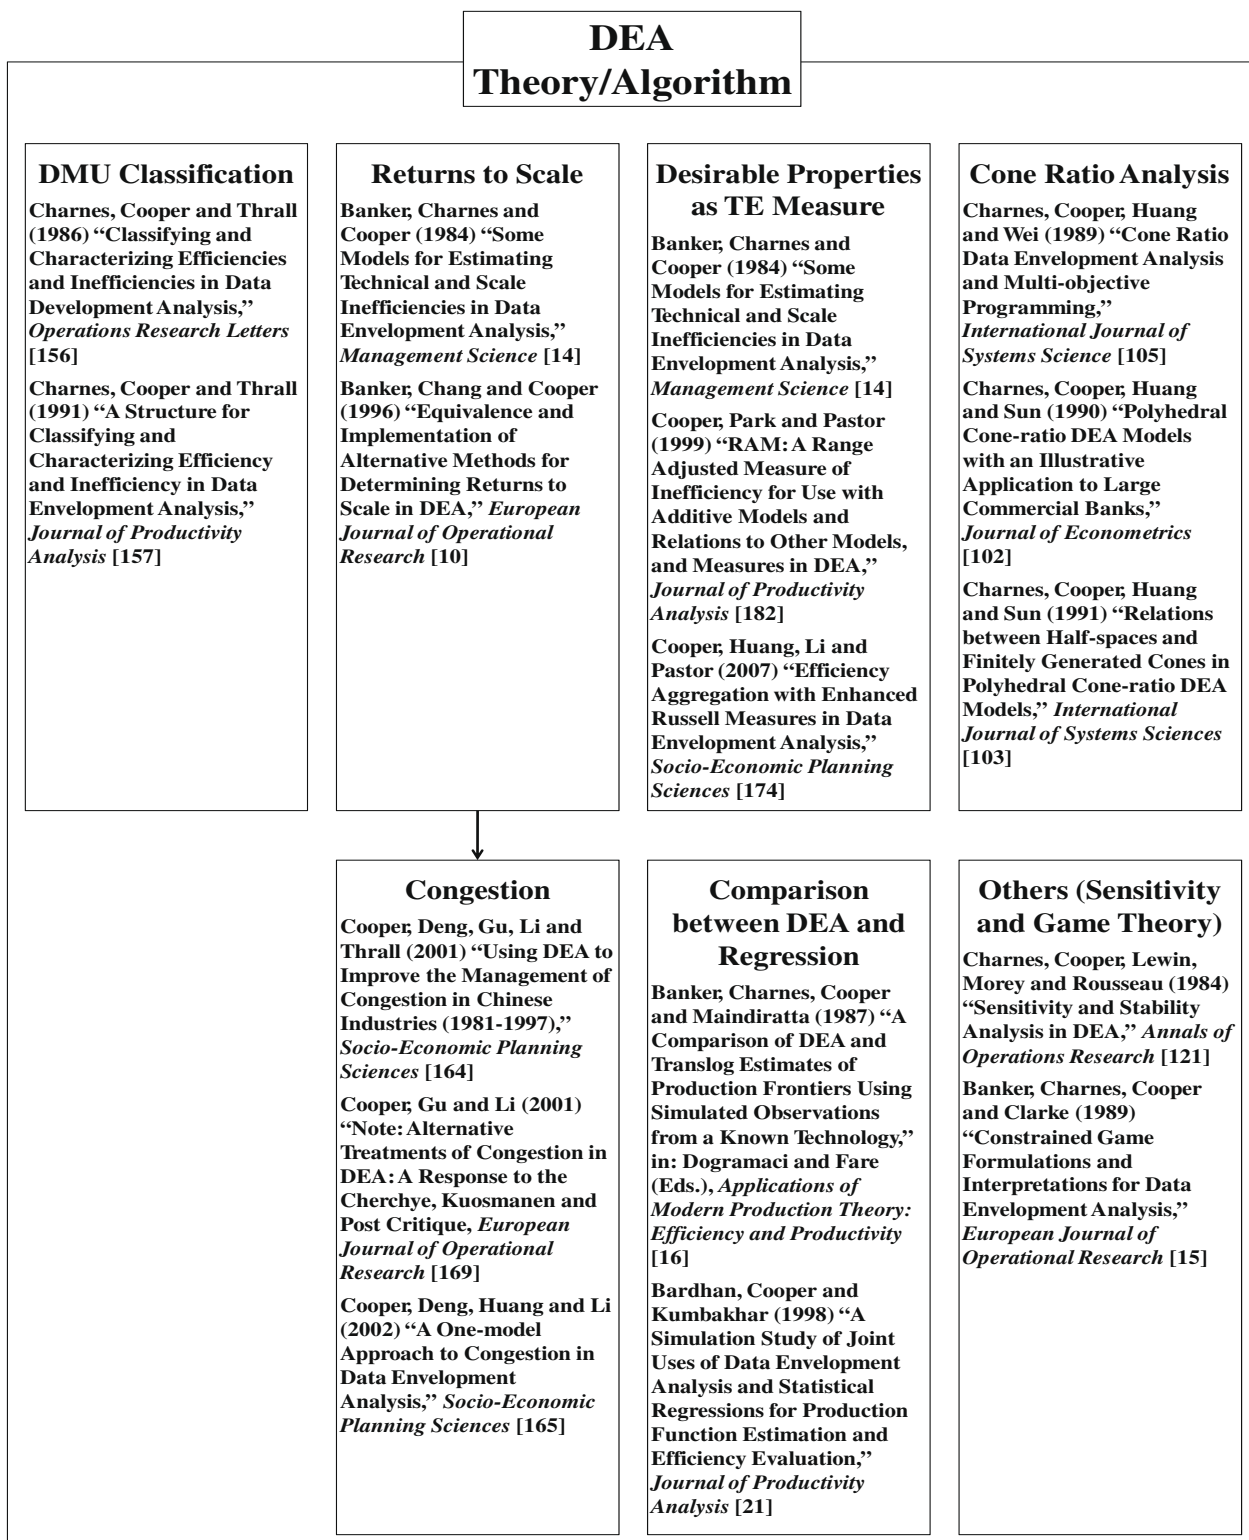 DEA
Theory/Algorithm
DMU Classification
Charnes, Cooper and Thrall
(1986) “Classifying and
Characterizing Efficiencies
and Inefficiencies in Data
Development Analysis,”
Operations Research Letters
[156]
Charnes, Cooper and Thrall
(1991) “A Structure for
Classifying and
Characterizing Efficiency
and Inefficiency in Data
Envelopment Analysis,”
Journal of Productivity
Analysis [157]
Returns to Scale
Banker, Charnes and
Cooper (1984) “Some
Models for Estimating
Technical and Scale
Inefficiencies in Data
Envelopment Analysis,”
Management Science [14]
Banker, Chang and Cooper
(1996) “Equivalence and
Implementation of
Alternative Methods for
Determining Returns to
Scale in DEA,” European
Journal of Operational
Research [10]
Desirable Properties
as TE Measure
Banker, Charnes and
Cooper (1984) “Some
Models for Estimating
Technical and Scale
Inefficiencies in Data
Envelopment Analysis,”
Management Science [14]
Cooper, Park and Pastor
(1999) “RAM: A Range
Adjusted Measure of
Inefficiency for Use with
Additive Models and
Relations to Other Models,
and Measures in DEA,”
Journal of Productivity
Analysis [182]
Cooper, Huang, Li and
Pastor (2007) “Efficiency
Aggregation with Enhanced
Russell Measures in Data
Envelopment Analysis,”
Socio-Economic Planning
Sciences [174]
Cone Ratio Analysis
Charnes, Cooper, Huang
and Wei (1989) “Cone Ratio
Data Envelopment Analysis
and Multi-objective
Programming,”
International Journal of
Systems Science [105]
Charnes, Cooper, Huang
and Sun (1990) “Polyhedral
Cone-ratio DEA Models
with an Illustrative
Application to Large
Commercial Banks,”
Journal of Econometrics
[102]
Charnes, Cooper, Huang
and Sun (1991) “Relations
between Half-spaces and
Finitely Generated Cones in
Polyhedral Cone-ratio DEA
Models,” International
Journal of Systems Sciences
[103]
Congestion
Cooper, Deng, Gu, Li and
Thrall (2001) “Using DEA to
Improve the Management of
Congestion in Chinese
Industries (1981-1997),”
Socio-Economic Planning
Sciences [164]
Cooper, Gu and Li (2001)
“Note: Alternative
Treatments of Congestion in
DEA: A Response to the
Cherchye, Kuosmanen and
Post Critique, European
Journal of Operational
Research [169]
Cooper, Deng, Huang and Li
(2002) “A One-model
Approach to Congestion in
Data Envelopment
Analysis,” Socio-Economic
Planning Sciences [165]
Comparison
between DEA and
Regression
Banker, Charnes, Cooper
and Maindiratta (1987) “A
Comparison of DEA and
Translog Estimates of
Production Frontiers Using
Simulated Observations
from a Known Technology,”
in: Dogramaci and Fare
(Eds.), Applications of
Modern Production Theory:
Efficiency and Productivity
[16]
Bardhan, Cooper and
Kumbakhar (1998) “A
Simulation Study of Joint
Uses of Data Envelopment
Analysis and Statistical
Regressions for Production
Function Estimation and
Efficiency Evaluation,”
Journal of Productivity
Analysis [21]
Others (Sensitivity
and Game Theory)
Charnes, Cooper, Lewin,
Morey and Rousseau (1984)
“Sensitivity and Stability
Analysis in DEA,” Annals of
Operations Research [121]
Banker, Charnes, Cooper
and Clarke (1989)
“Constrained Game
Formulations and
Interpretations for Data
Envelopment Analysis,”
European Journal of
Operational Research [15]